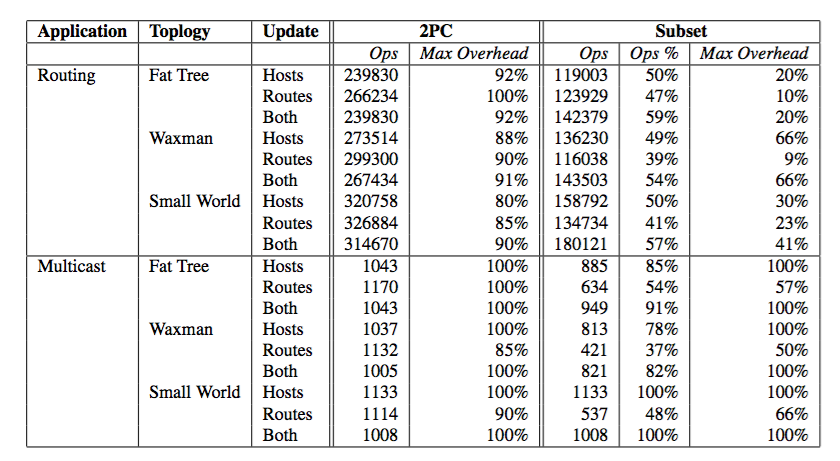 Application Toplogy Update 2PC Subset
Ops Max Overhead Ops Ops % Max Overhead
Routing Fat Tree Hosts 239830 92% 119003 50% 20%
Routes 266234 100% 123929 47% 10%
Both 239830 92% 142379 59% 20%
Waxman Hosts 273514 88% 136230 49% 66%
Routes 299300 90% 116038 39% 9%
Both 267434 91% 143503 54% 66%
Small World Hosts 320758 80% 158792 50% 30%
Routes 326884 85% 134734 41% 23%
Both 314670 90% 180121 57% 41%
Multicast Fat Tree Hosts 1043 100% 885 85% 100%
Routes 1170 100% 634 54% 57%
Both 1043 100% 949 91% 100%
Waxman Hosts 1037 100% 813 78% 100%
Routes 1132 85% 421 37% 50%
Both 1005 100% 821 82% 100%
Small World Hosts 1133 100% 1133 100% 100%
Routes 1114 90% 537 48% 66%
Both 1008 100% 1008 100% 100%